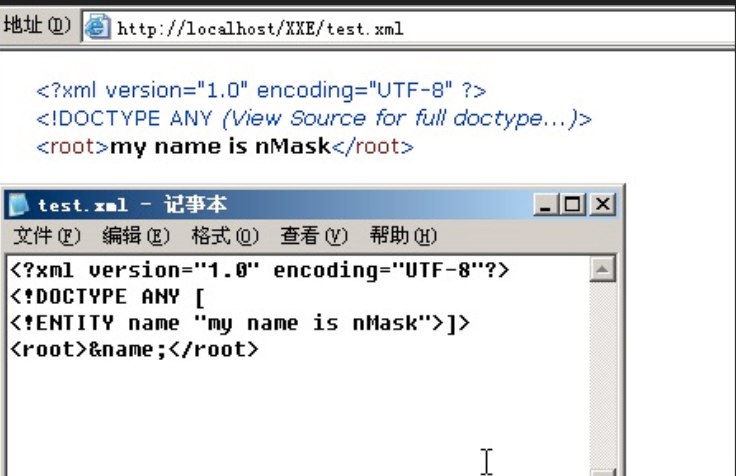 地址(D) http://localhost/XXE/test.xml
<?xml version="1.0" encoding="UTF-8" ?>
<!DOCTYPE ANY (View Source for full doctype...)>
<root>my name is nMask</root>
test.xml - 记事本
文件(F) 编辑(E) 格式(O) 查看(V) 帮助(H)
<?xml version="1.0" encoding="UTF-8"?>
<!DOCTYPE ANY [
<!ENTITY name "my name is nMask">]>
<root>&name;</root>